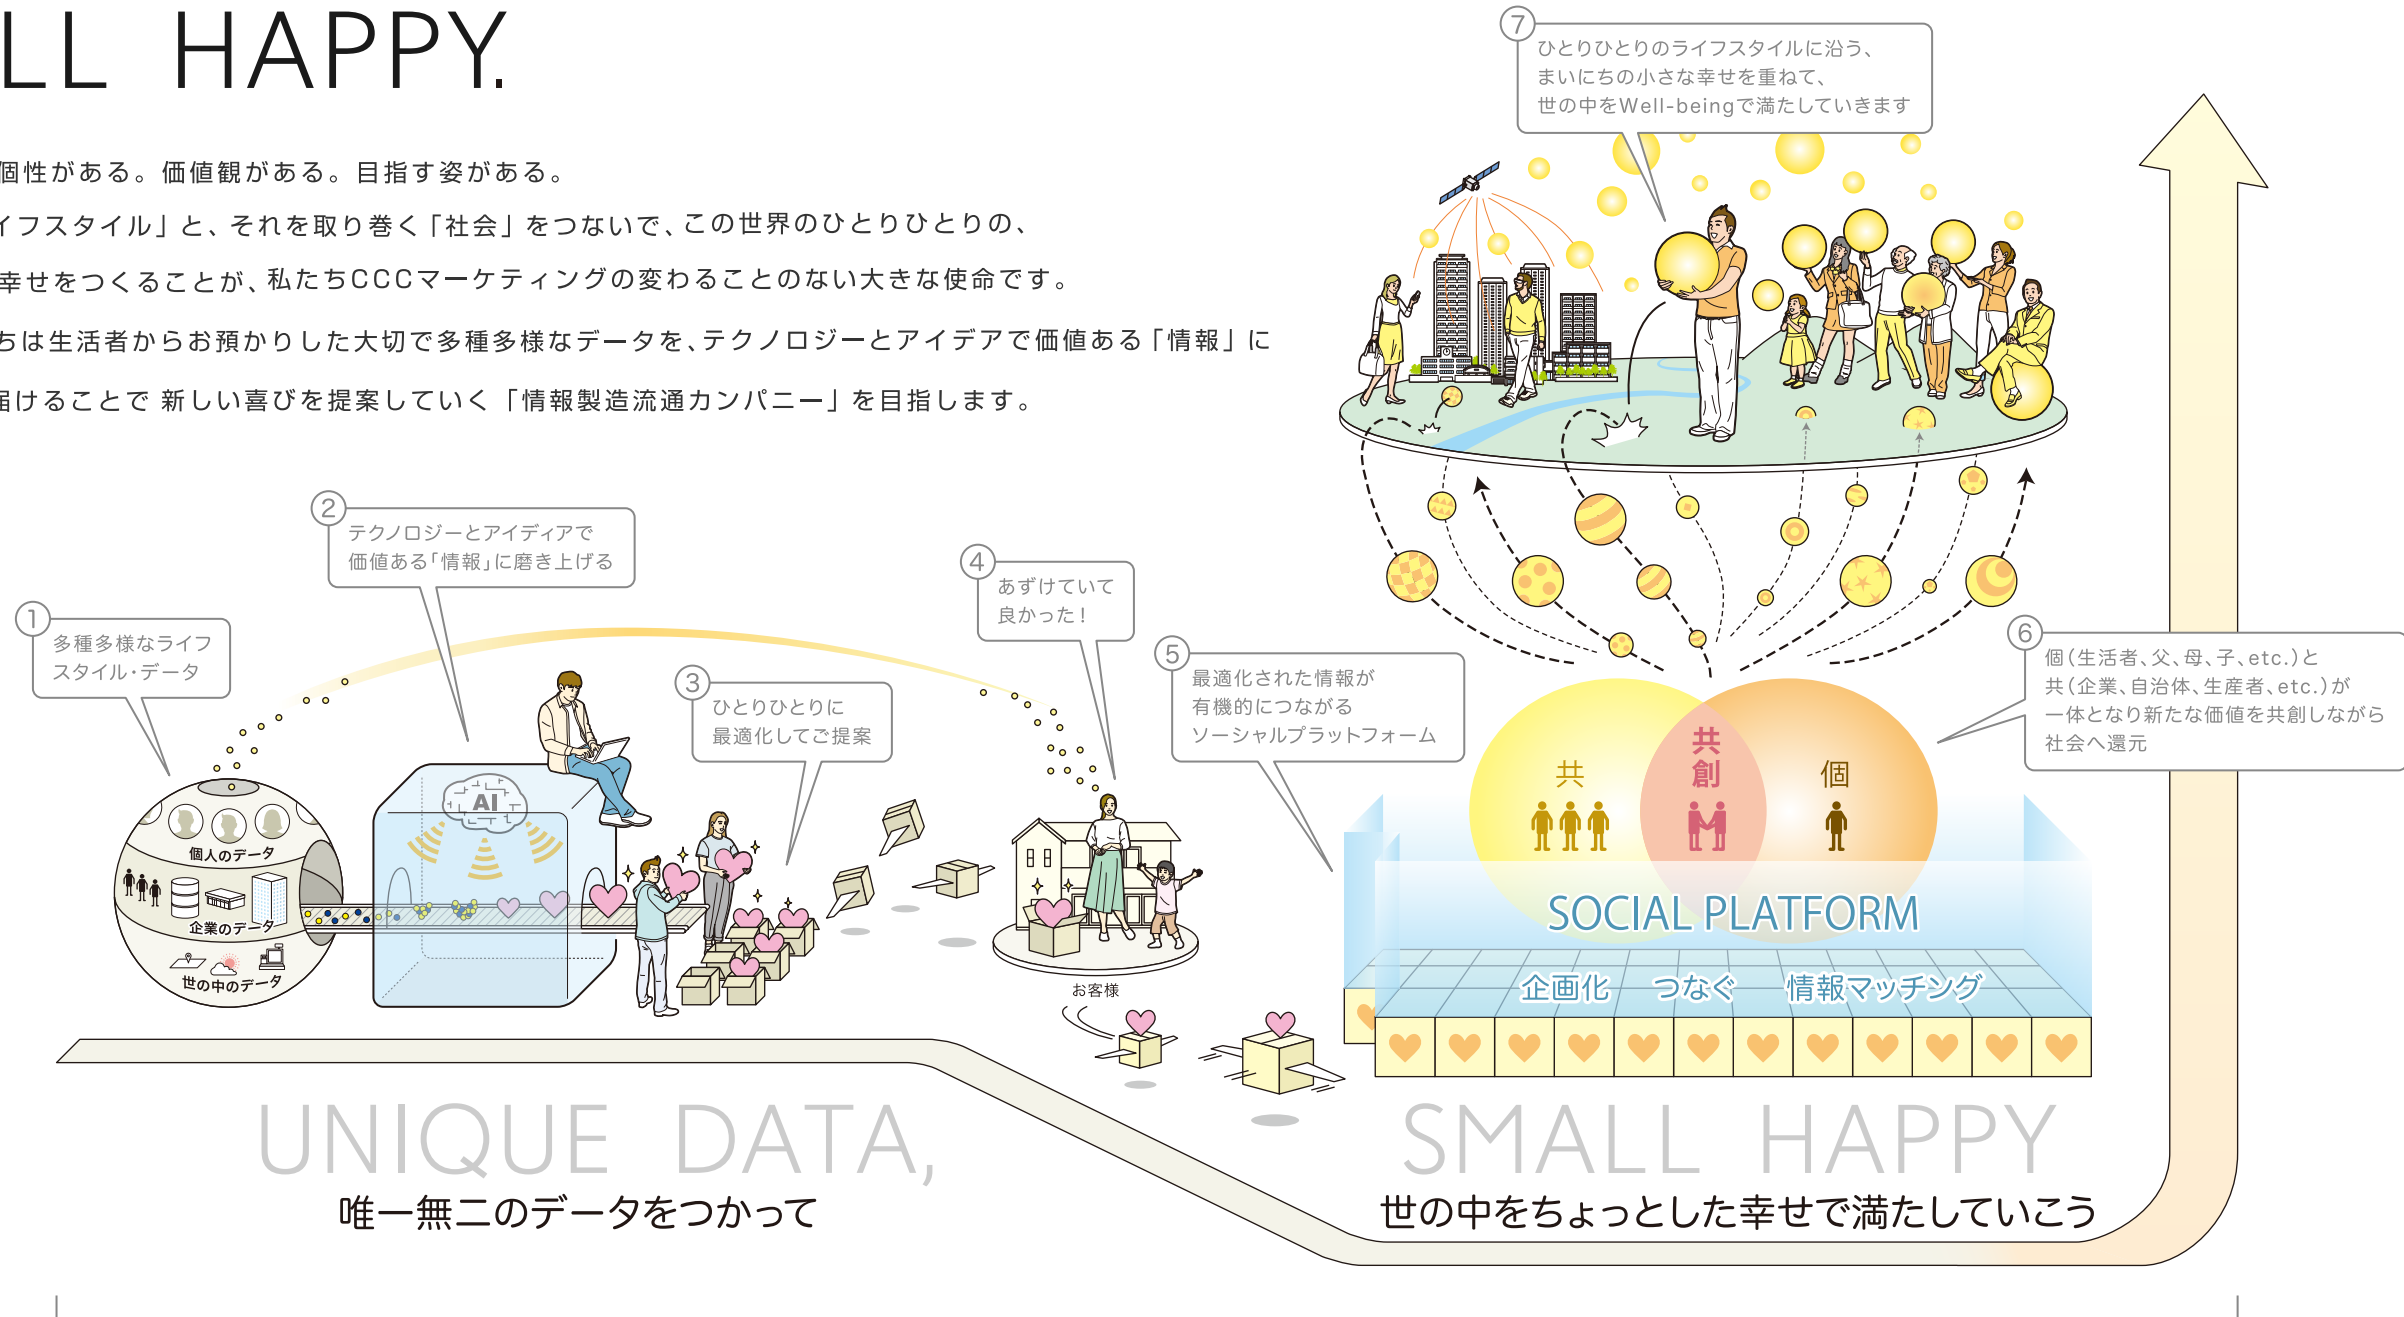 LL HAPPY.
個性がある。価値観がある。目指す姿がある。
イフスタイル」と、それを取り巻く「社会」をつないで、この世界のひとりひとりの、
幸せをつくることが、私たちCCCマーケティングの変わることのない大きな使命です。
ちは生活者からお預かりした大切で多種多様なデータを、テクノロジーとアイデアで価値ある「情報」に
届けることで 新しい喜びを提案していく「情報製造流通カンパニー」を目指します。
1
多種多様なライフ
スタイル・データ
2
テクノロジーとアイディアで
価値ある「情報」に磨き上げる
3
ひとりひとりに
最適化してご提案
4
あずけていて
良かった！
5
最適化された情報が
有機的につながる
ソーシャルプラットフォーム
6
個（生活者、父、母、子、etc.）と
共（企業、自治体、生産者、etc.）が
一体となり新たな価値を共創しながら
社会へ還元
7
ひとりひとりのライフスタイルに沿う、
まいにちの小さな幸せを重ねて、
世の中をWell-beingで満たしていきます
個人のデータ
企業のデータ
世の中のデータ
AI
お客様
共
共創
個
SOCIAL PLATFORM
企画化 つなぐ 情報マッチング
UNIQUE DATA,
唯一無二のデータをつかって
SMALL HAPPY
世の中をちょっとした幸せで満たしていこう